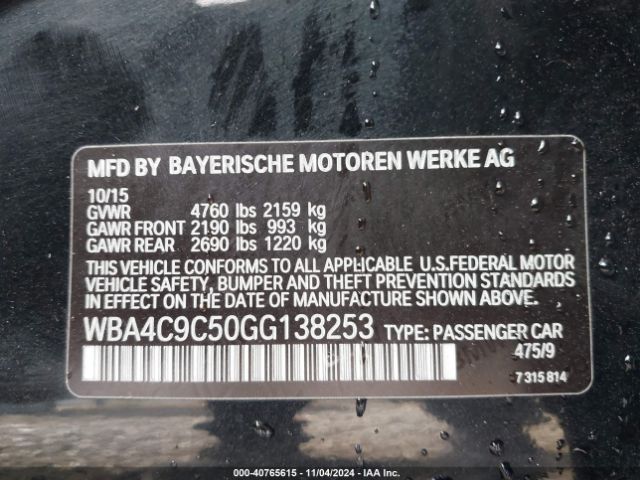 MFD BY BAYERISCHE MOTOREN WERKE AG
10/15
GVWR 4760 lbs 2159 kg
GAWR FRONT 2190 lbs 993 kg
GAWR REAR 2690 lbs 1220 kg
THIS VEHICLE CONFORMS TO ALL APPLICABLE U.S.FEDERAL MOTOR
VEHICLE SAFETY, BUMPER AND THEFT PREVENTION STANDARDS
IN EFFECT ON THE DATE OF MANUFACTURE SHOWN ABOVE.
WBA4C9C50GG138253 TYPE: PASSENGER CAR
475/9
7 315 814
000-40765615 - 11/04/2024 - IAA Inc.